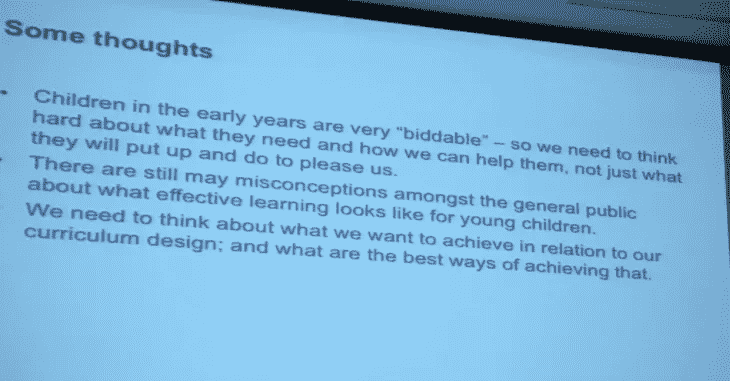 Some thoughts
• Children in the early years are very "biddable" – so we need to think
hard about what they need and how we can help them, not just what
they will put up and do to please us.
• There are still may misconceptions amongst the general public
about what effective learning looks like for young children.
We need to think about what we want to achieve in relation to our
curriculum design; and what are the best ways of achieving that.